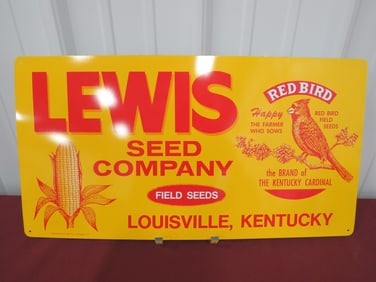 LEWIS
SEED
COMPANY
FIELD SEEDS
LOUISVILLE, KENTUCKY
RED BIRD
Happy
THE FARMER
WHO SOWS
RED BIRD
FIELD
SEEDS
the BRAND of
THE KENTUCKY CARDINAL